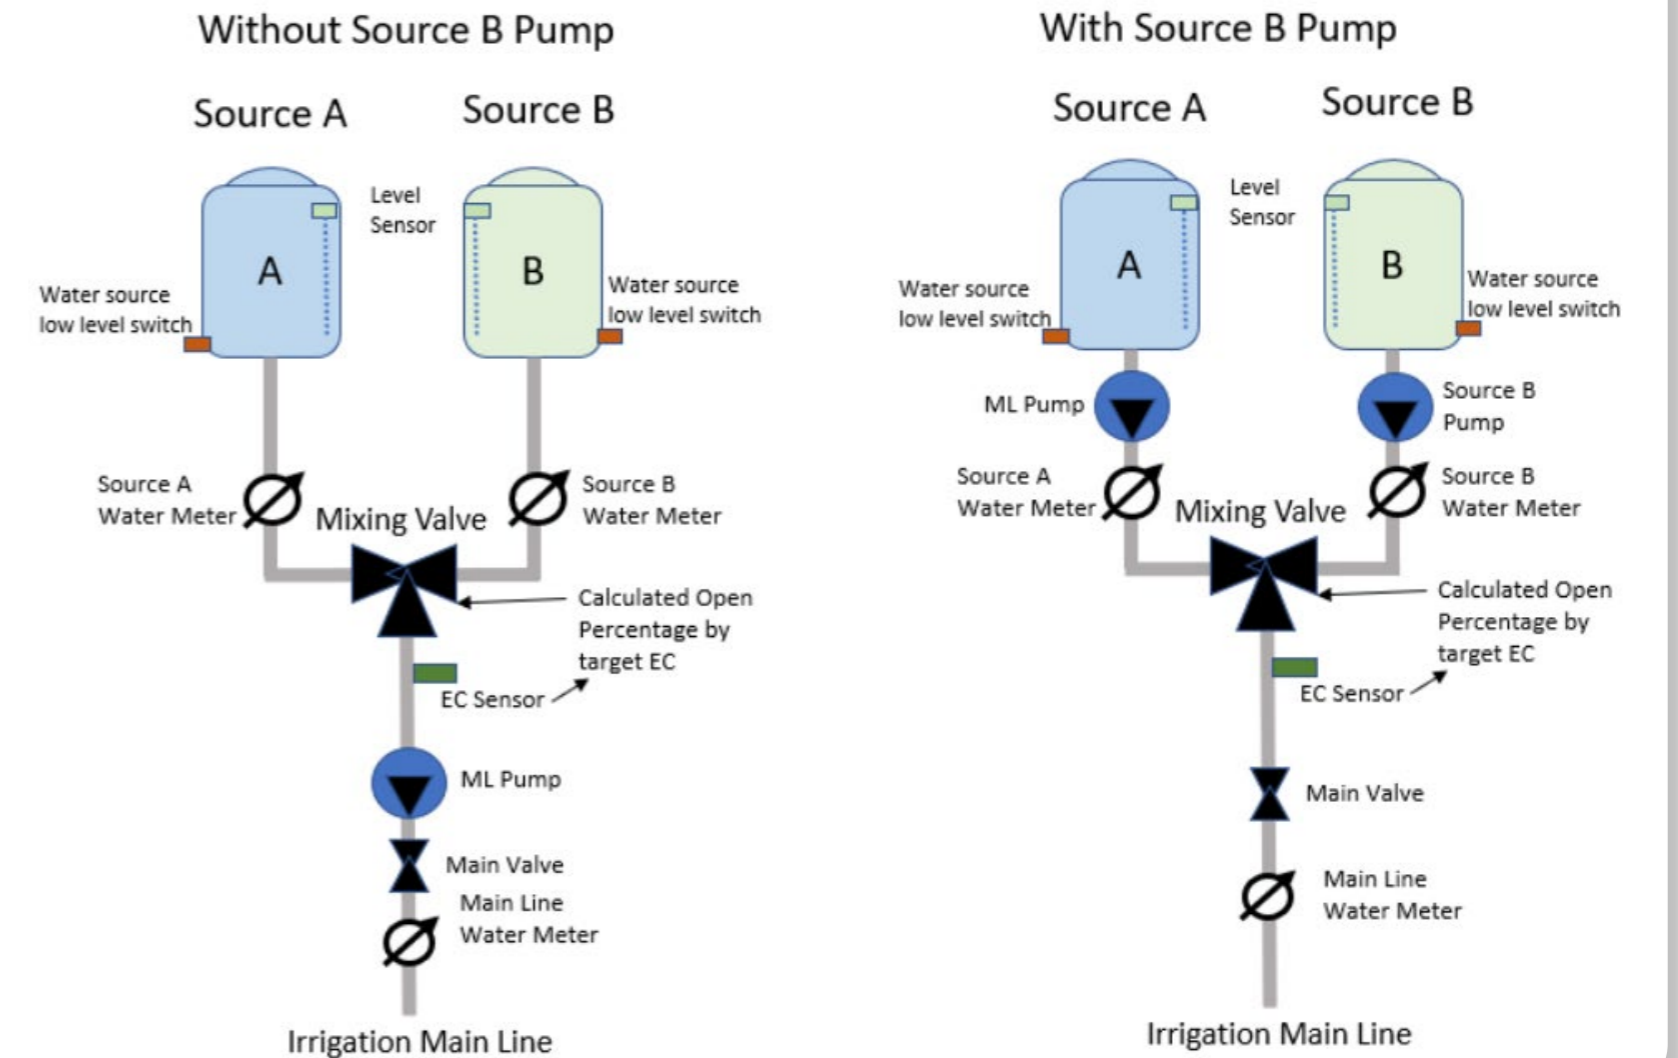 Without Source B Pump
Source A
Source B
Level
Sensor
A
B
Water source
low level switch
Water source
low level switch
Source A
Water Meter
Mixing Valve
Source B
Water Meter
Calculated Open
Percentage by
target EC
EC Sensor
ML Pump
Main Valve
Main Line
Water Meter
Irrigation Main Line
With Source B Pump
Source A
Source B
Level
Sensor
A
B
Water source
low level switch
Water source
low level switch
ML Pump
Source B
Pump
Source A
Water Meter
Mixing Valve
Source B
Water Meter
Calculated Open
Percentage by
target EC
EC Sensor
Main Valve
Main Line
Water Meter
Irrigation Main Line